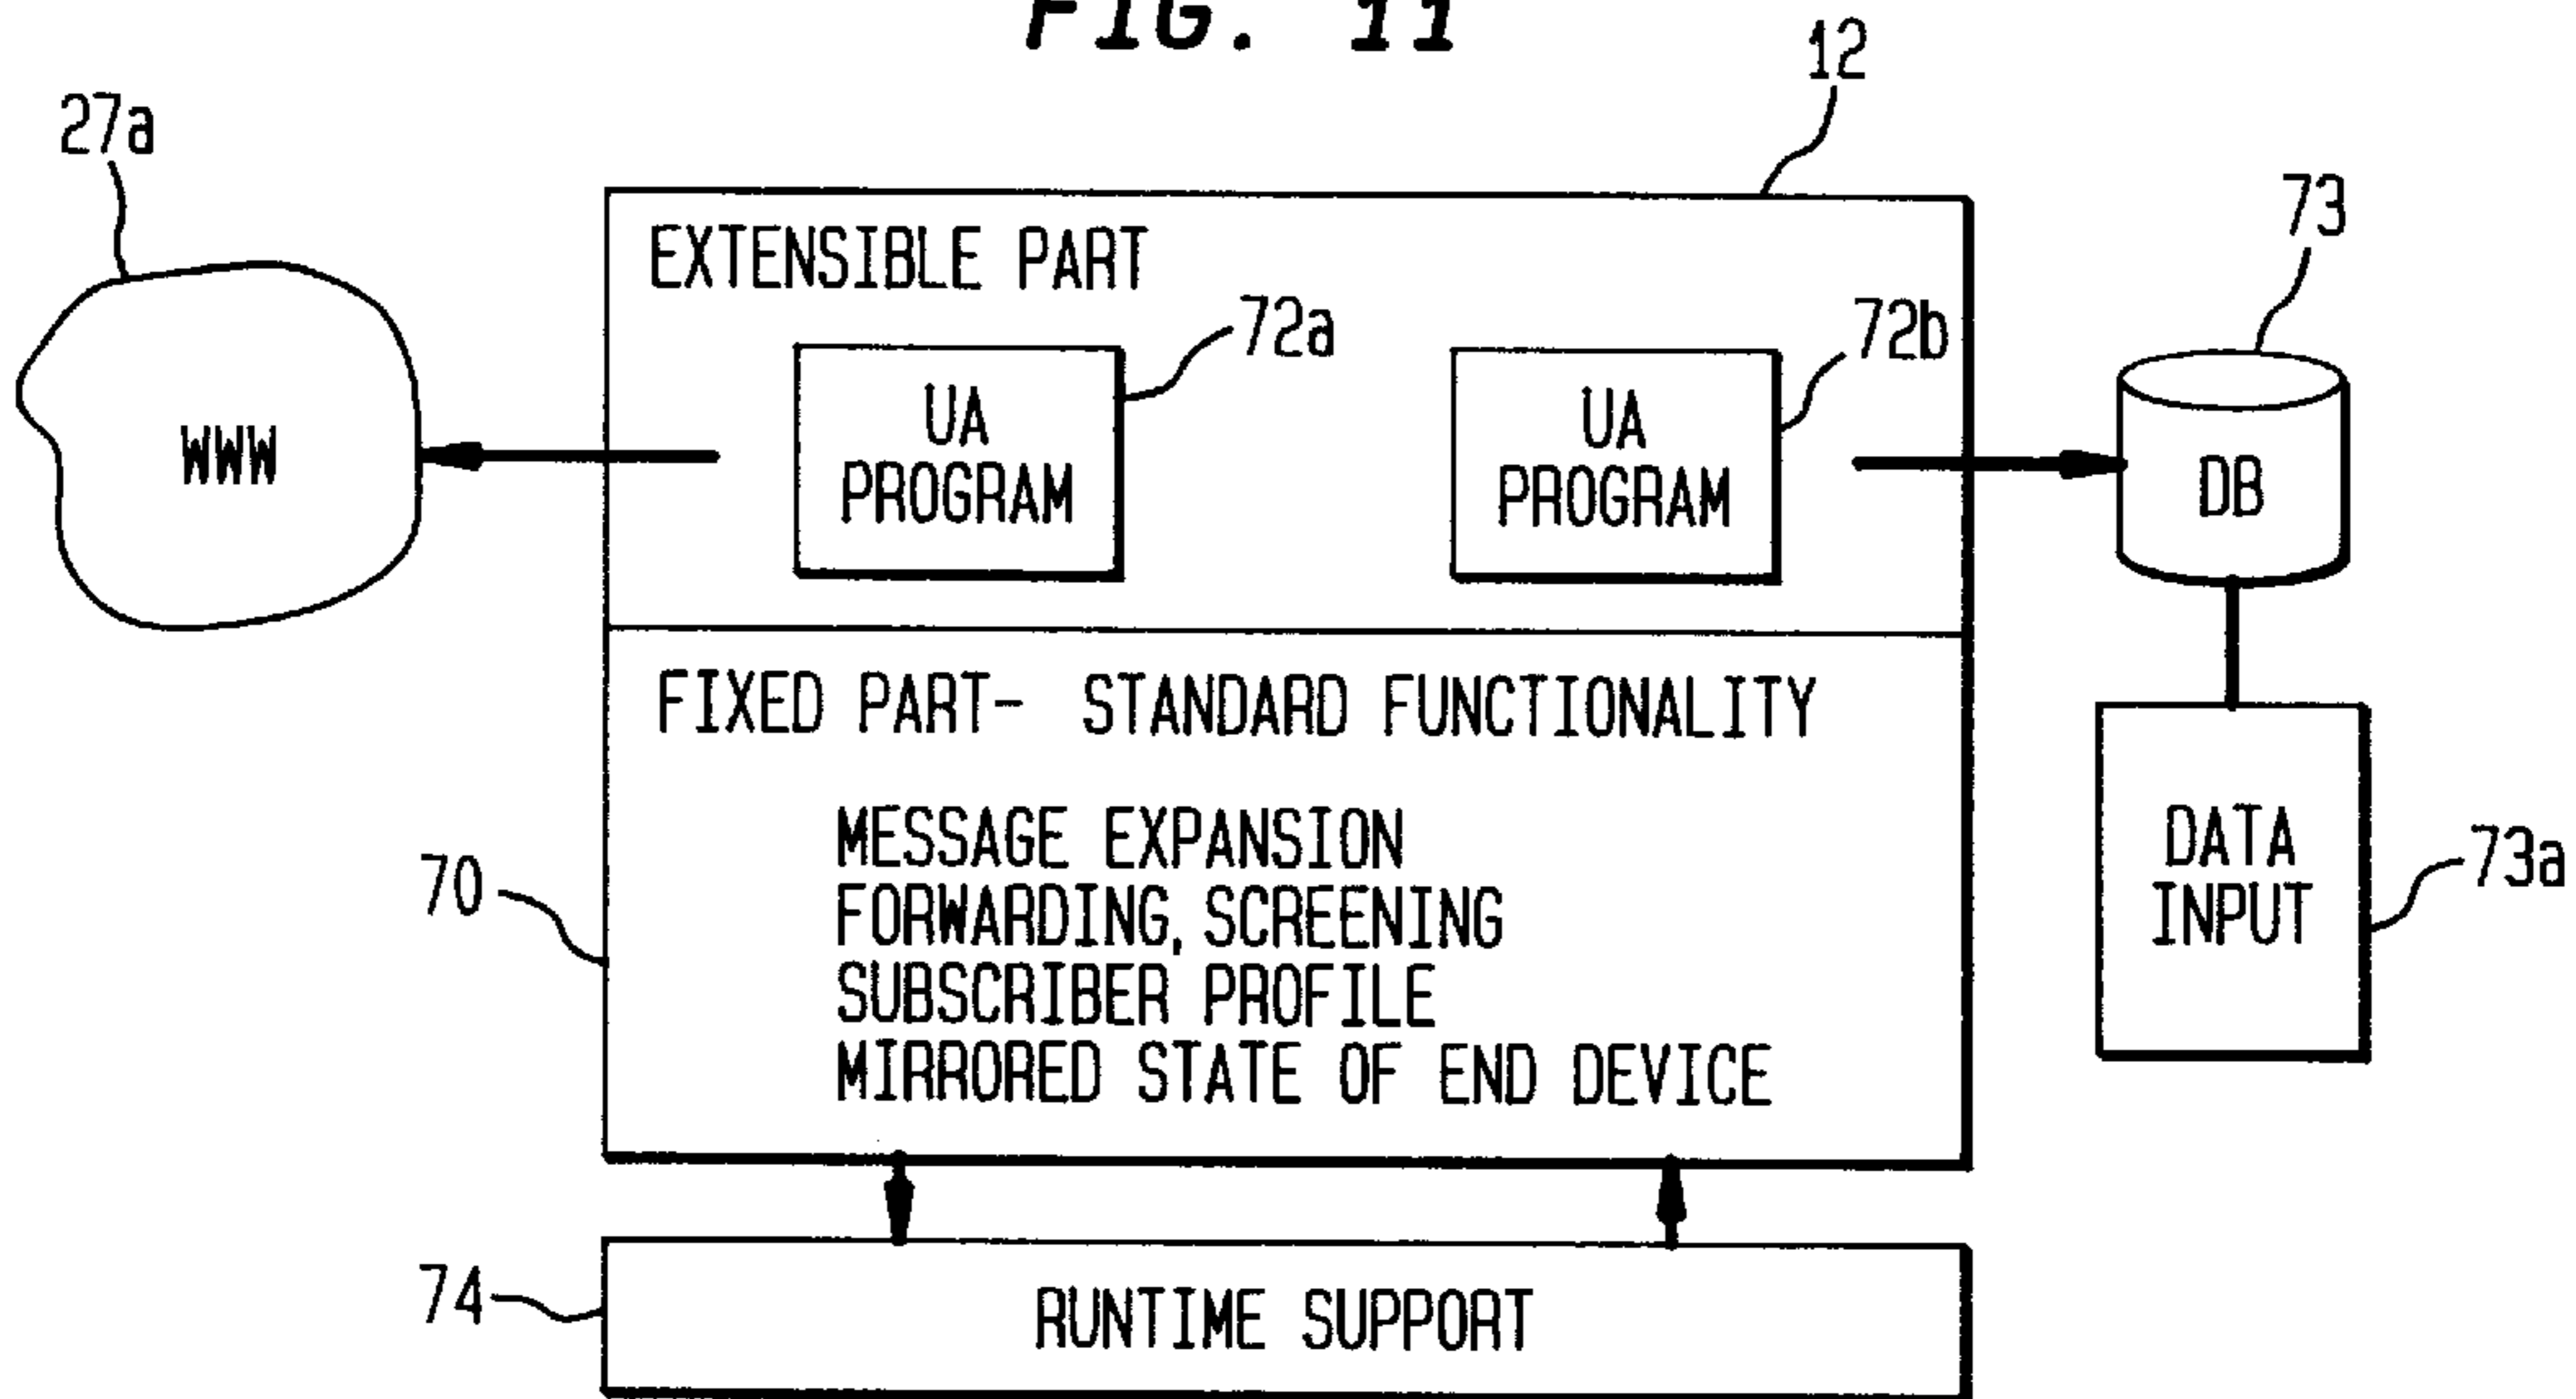 FIG. 11
12
27a
73
EXTENSIBLE PART
72a
72b
UA
PROGRAM
UA
PROGRAM
WWW
DB
FIXED PART- STANDARD FUNCTIONALITY
MESSAGE EXPANSION
FORWARDING, SCREENING
SUBSCRIBER PROFILE
MIRRORED STATE OF END DEVICE
70
DATA
INPUT
73a
74
RUNTIME SUPPORT